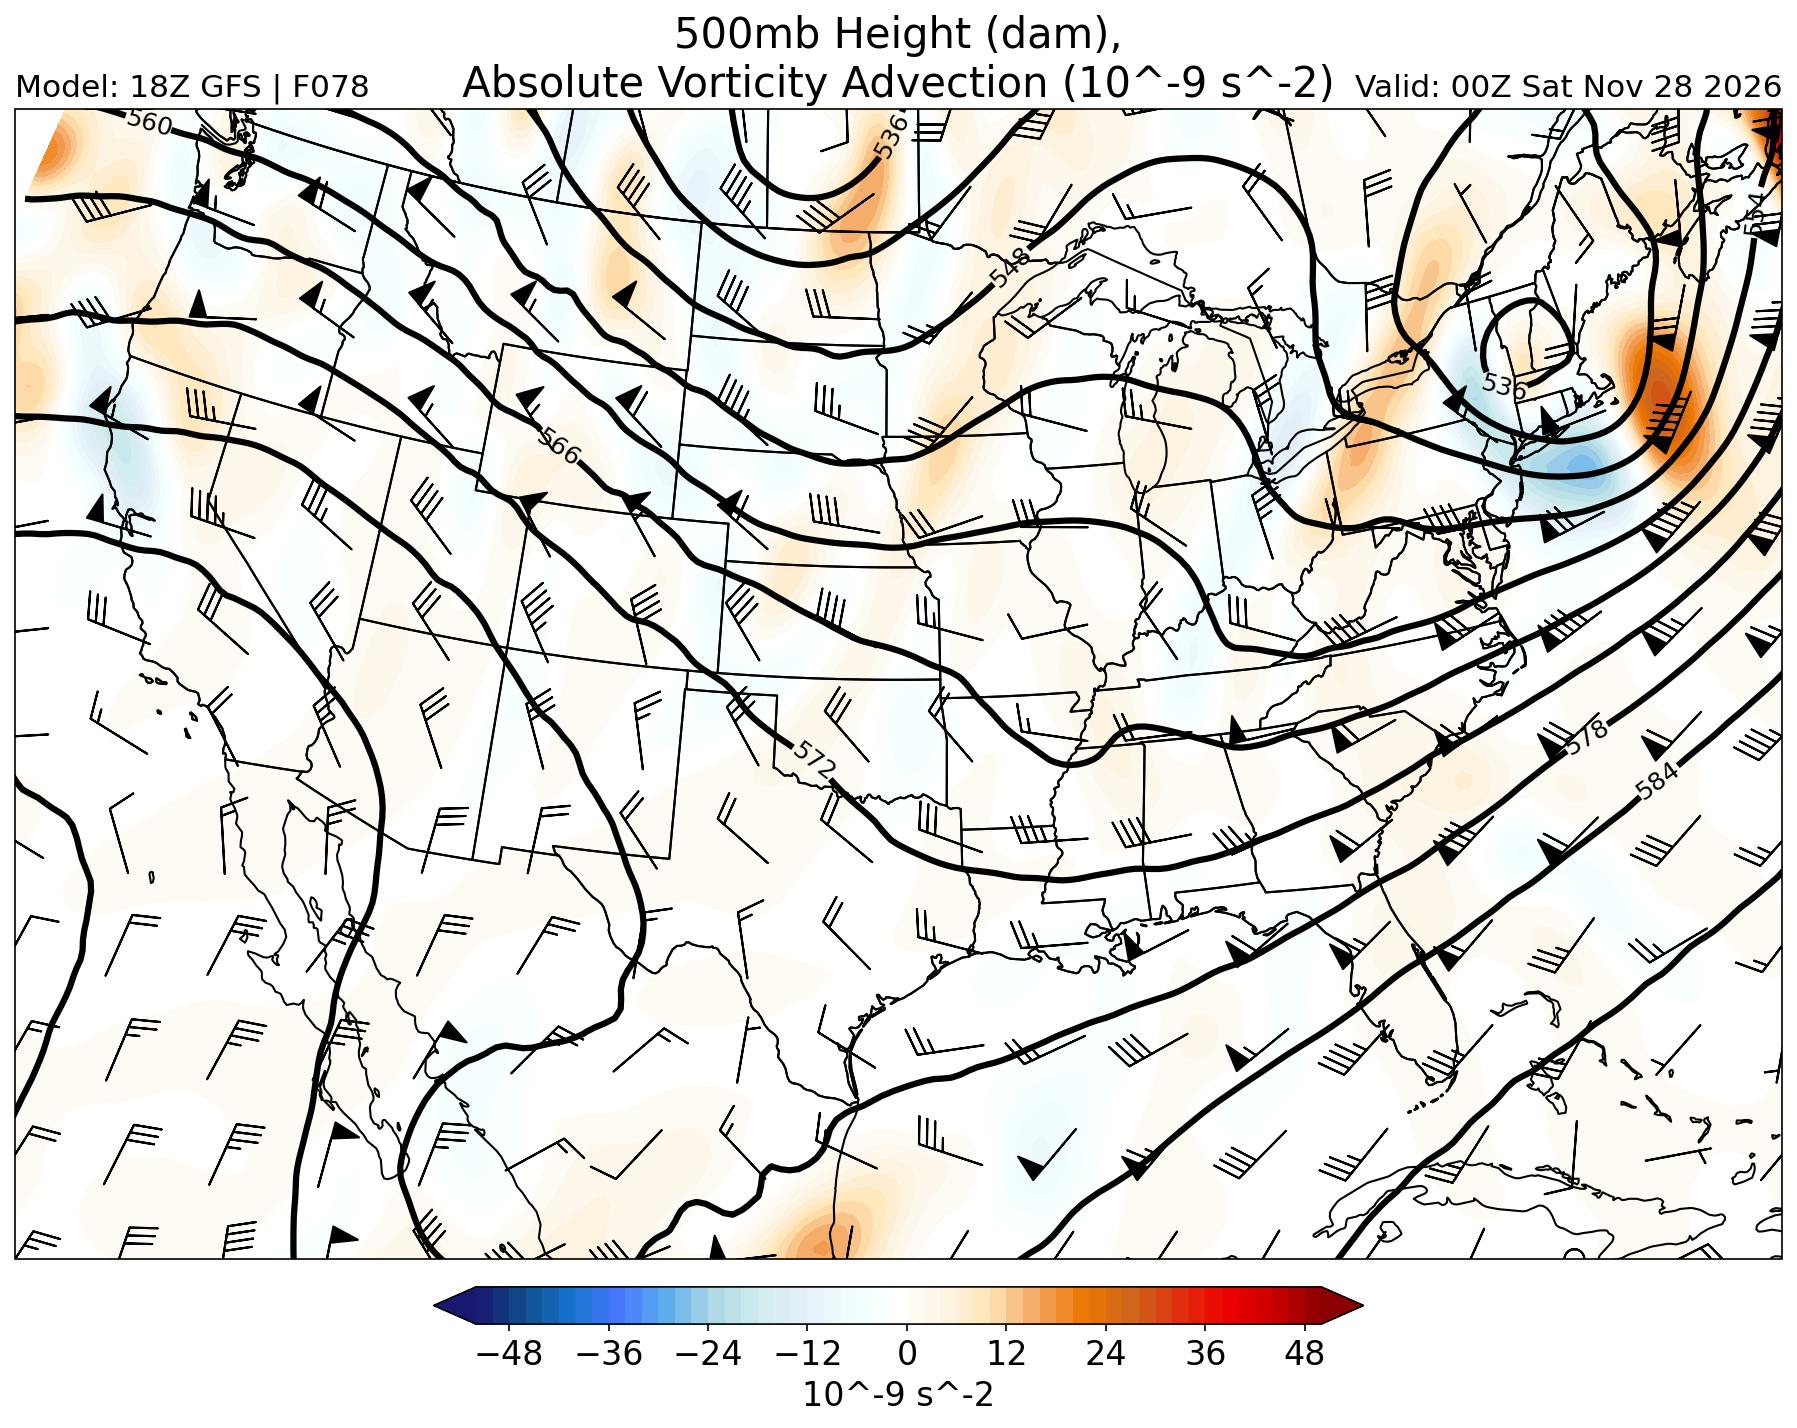 500mb Height (dam),
Model: 18Z GFS | F078
Absolute Vorticity Advection (10^-9 s^-2)
Valid: 00Z Sat Nov 28 2026
560
536
554
548
536
566
572
578
584
−48 −36 −24 −12 0 12 24 36 48
10^-9 s^-2